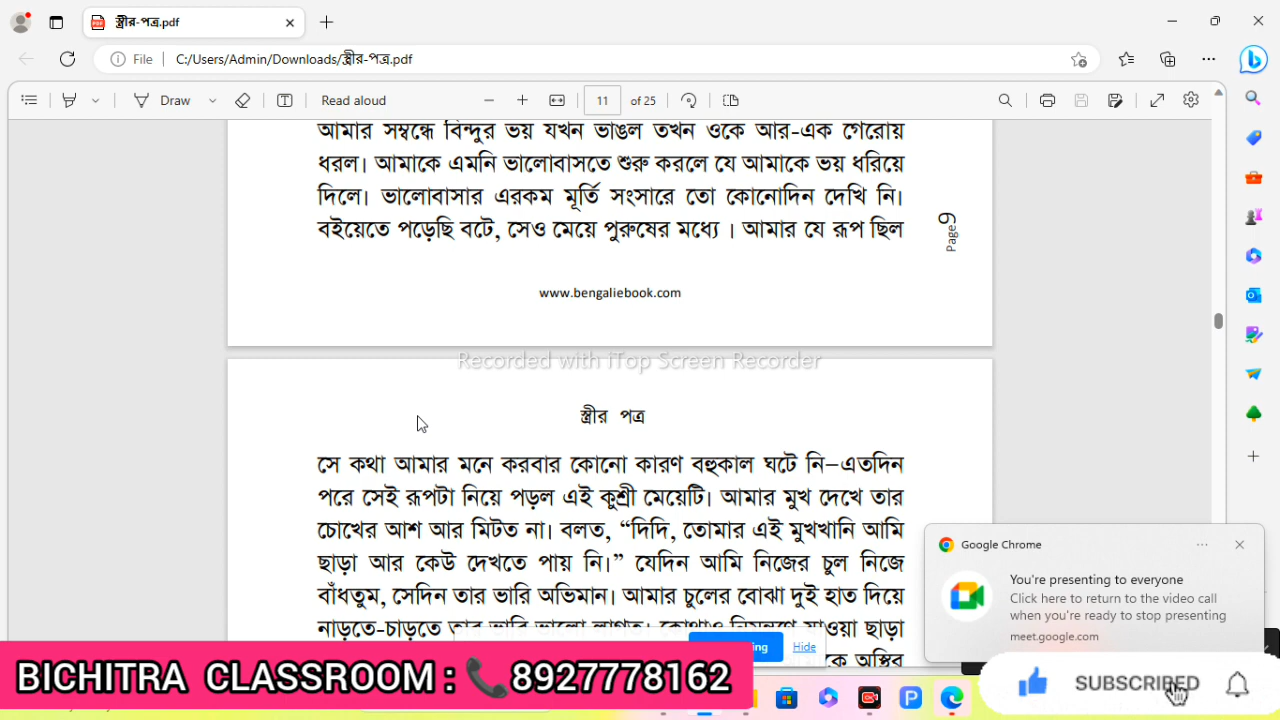 স্ত্রীর-পত্র.pdf
File C:/Users/Admin/Downloads/স্ত্রীর-পত্র.pdf
Draw
Read aloud
11 of 25
আমার সম্বন্ধে বিন্দুর ভয় যখন ভাঙল তখন ওকে আর-এক গেরোয়
ধরল। আমাকে এমনি ভালোবাসতে শুরু করলে যে আমাকে ভয় ধরিয়ে
দিলে। ভালোবাসার এরকম মূর্তি সংসারে তো কোনোদিন দেখি নি।
বইয়েতে পড়েছি বটে, সেও মেয়ে পুরুষের মধ্যে । আমার যে রূপ ছিল
Page9
www.bengaliebook.com
Recorded with iTop Screen Recorder
স্ত্রীর পত্র
সে কথা আমার মনে করবার কোনো কারণ বহুকাল ঘটে নি–এতদিন
পরে সেই রূপটা নিয়ে পড়ল এই কুশ্রী মেয়েটি। আমার মুখ দেখে তার
চোখের আশ আর মিটত না। বলত, “দিদি, তোমার এই মুখখানি আমি
ছাড়া আর কেউ দেখতে পায় নি।” যেদিন আমি নিজের চুল নিজে
বাঁধতুম, সেদিন তার ভারি অভিমান। আমার চুলের বোঝা দুই হাত দিয়ে
নাড়তে-চাড়তে তার ভারি ভালো লাগত। কোথাও নিমন্ত্রণে যাওয়া ছাড়া
অস্থির
Hide
Google Chrome
You're presenting to everyone
Click here to return to the video call
when you're ready to stop presenting
meet.google.com
BICHITRA CLASSROOM : 8927778162
SUBSCRIBED